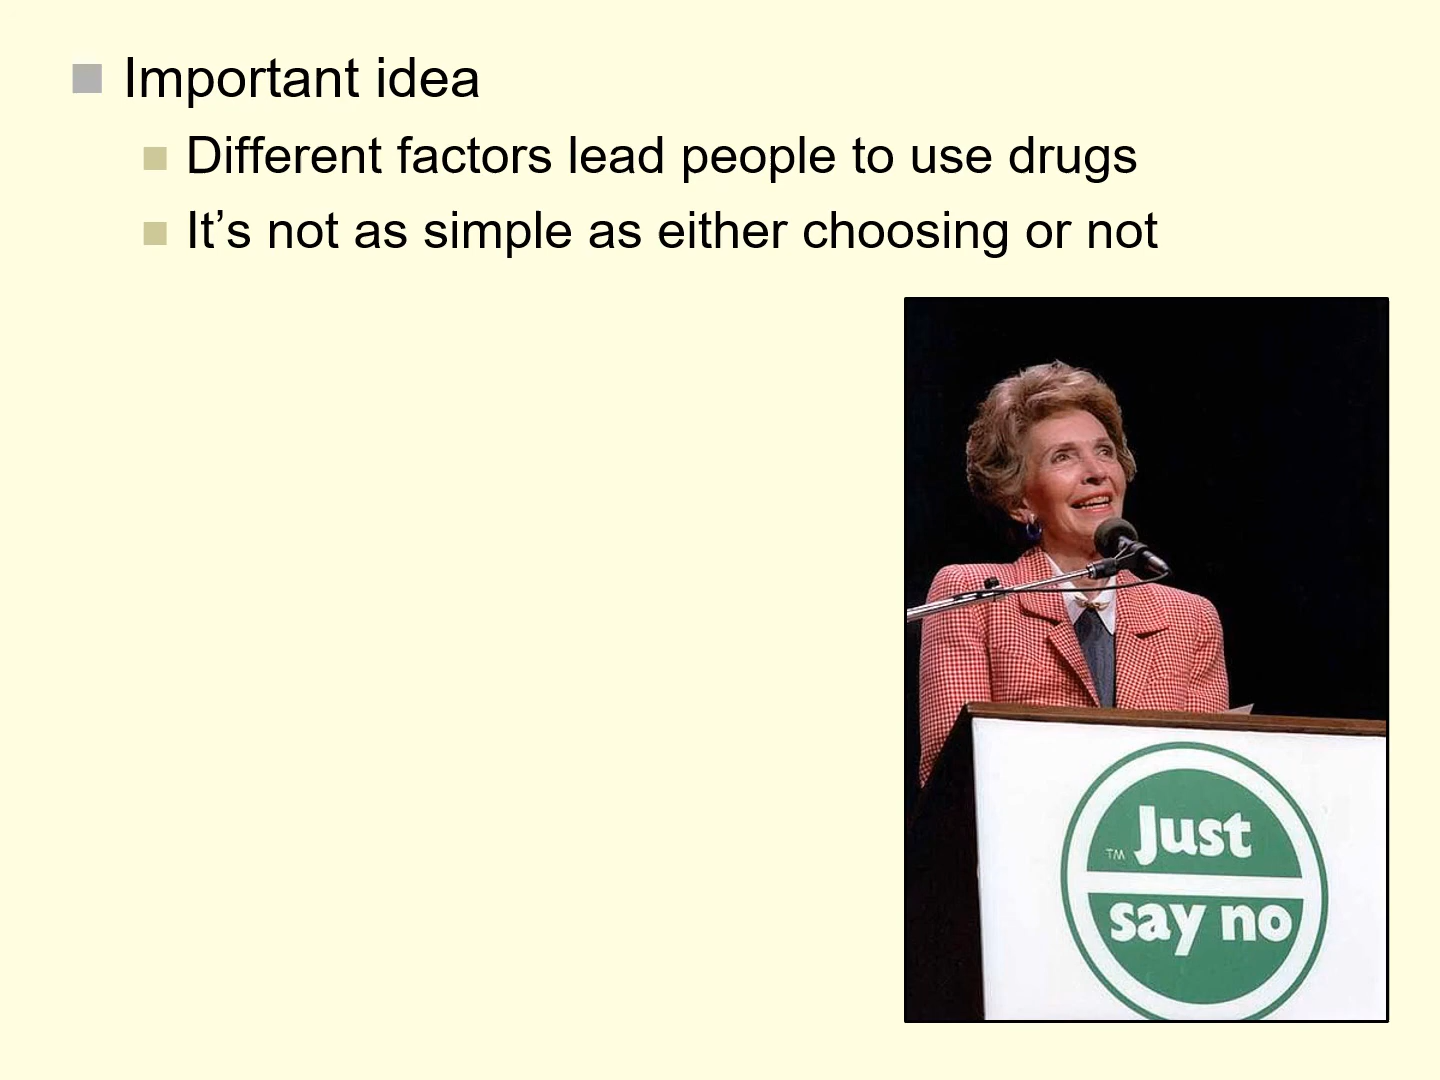 Important idea
Different factors lead people to use drugs
It’s not as simple as either choosing or not
Just
TM
say no